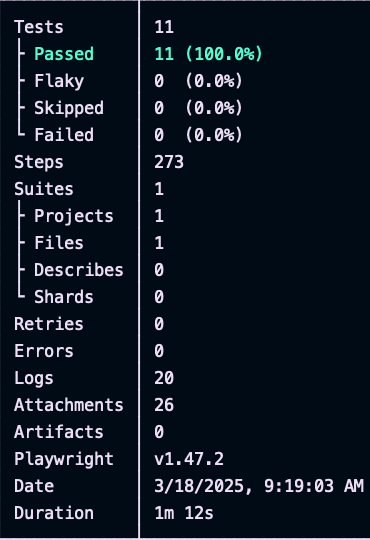 Tests 11
├ Passed 11 (100.0%)
├ Flaky 0 (0.0%)
├ Skipped 0 (0.0%)
└ Failed 0 (0.0%)
Steps 273
Suites 1
├ Projects 1
├ Files 1
├ Describes 0
└ Shards 0
Retries 0
Errors 0
Logs 20
Attachments 26
Artifacts 0
Playwright v1.47.2
Date 3/18/2025, 9:19:03 AM
Duration 1m 12s